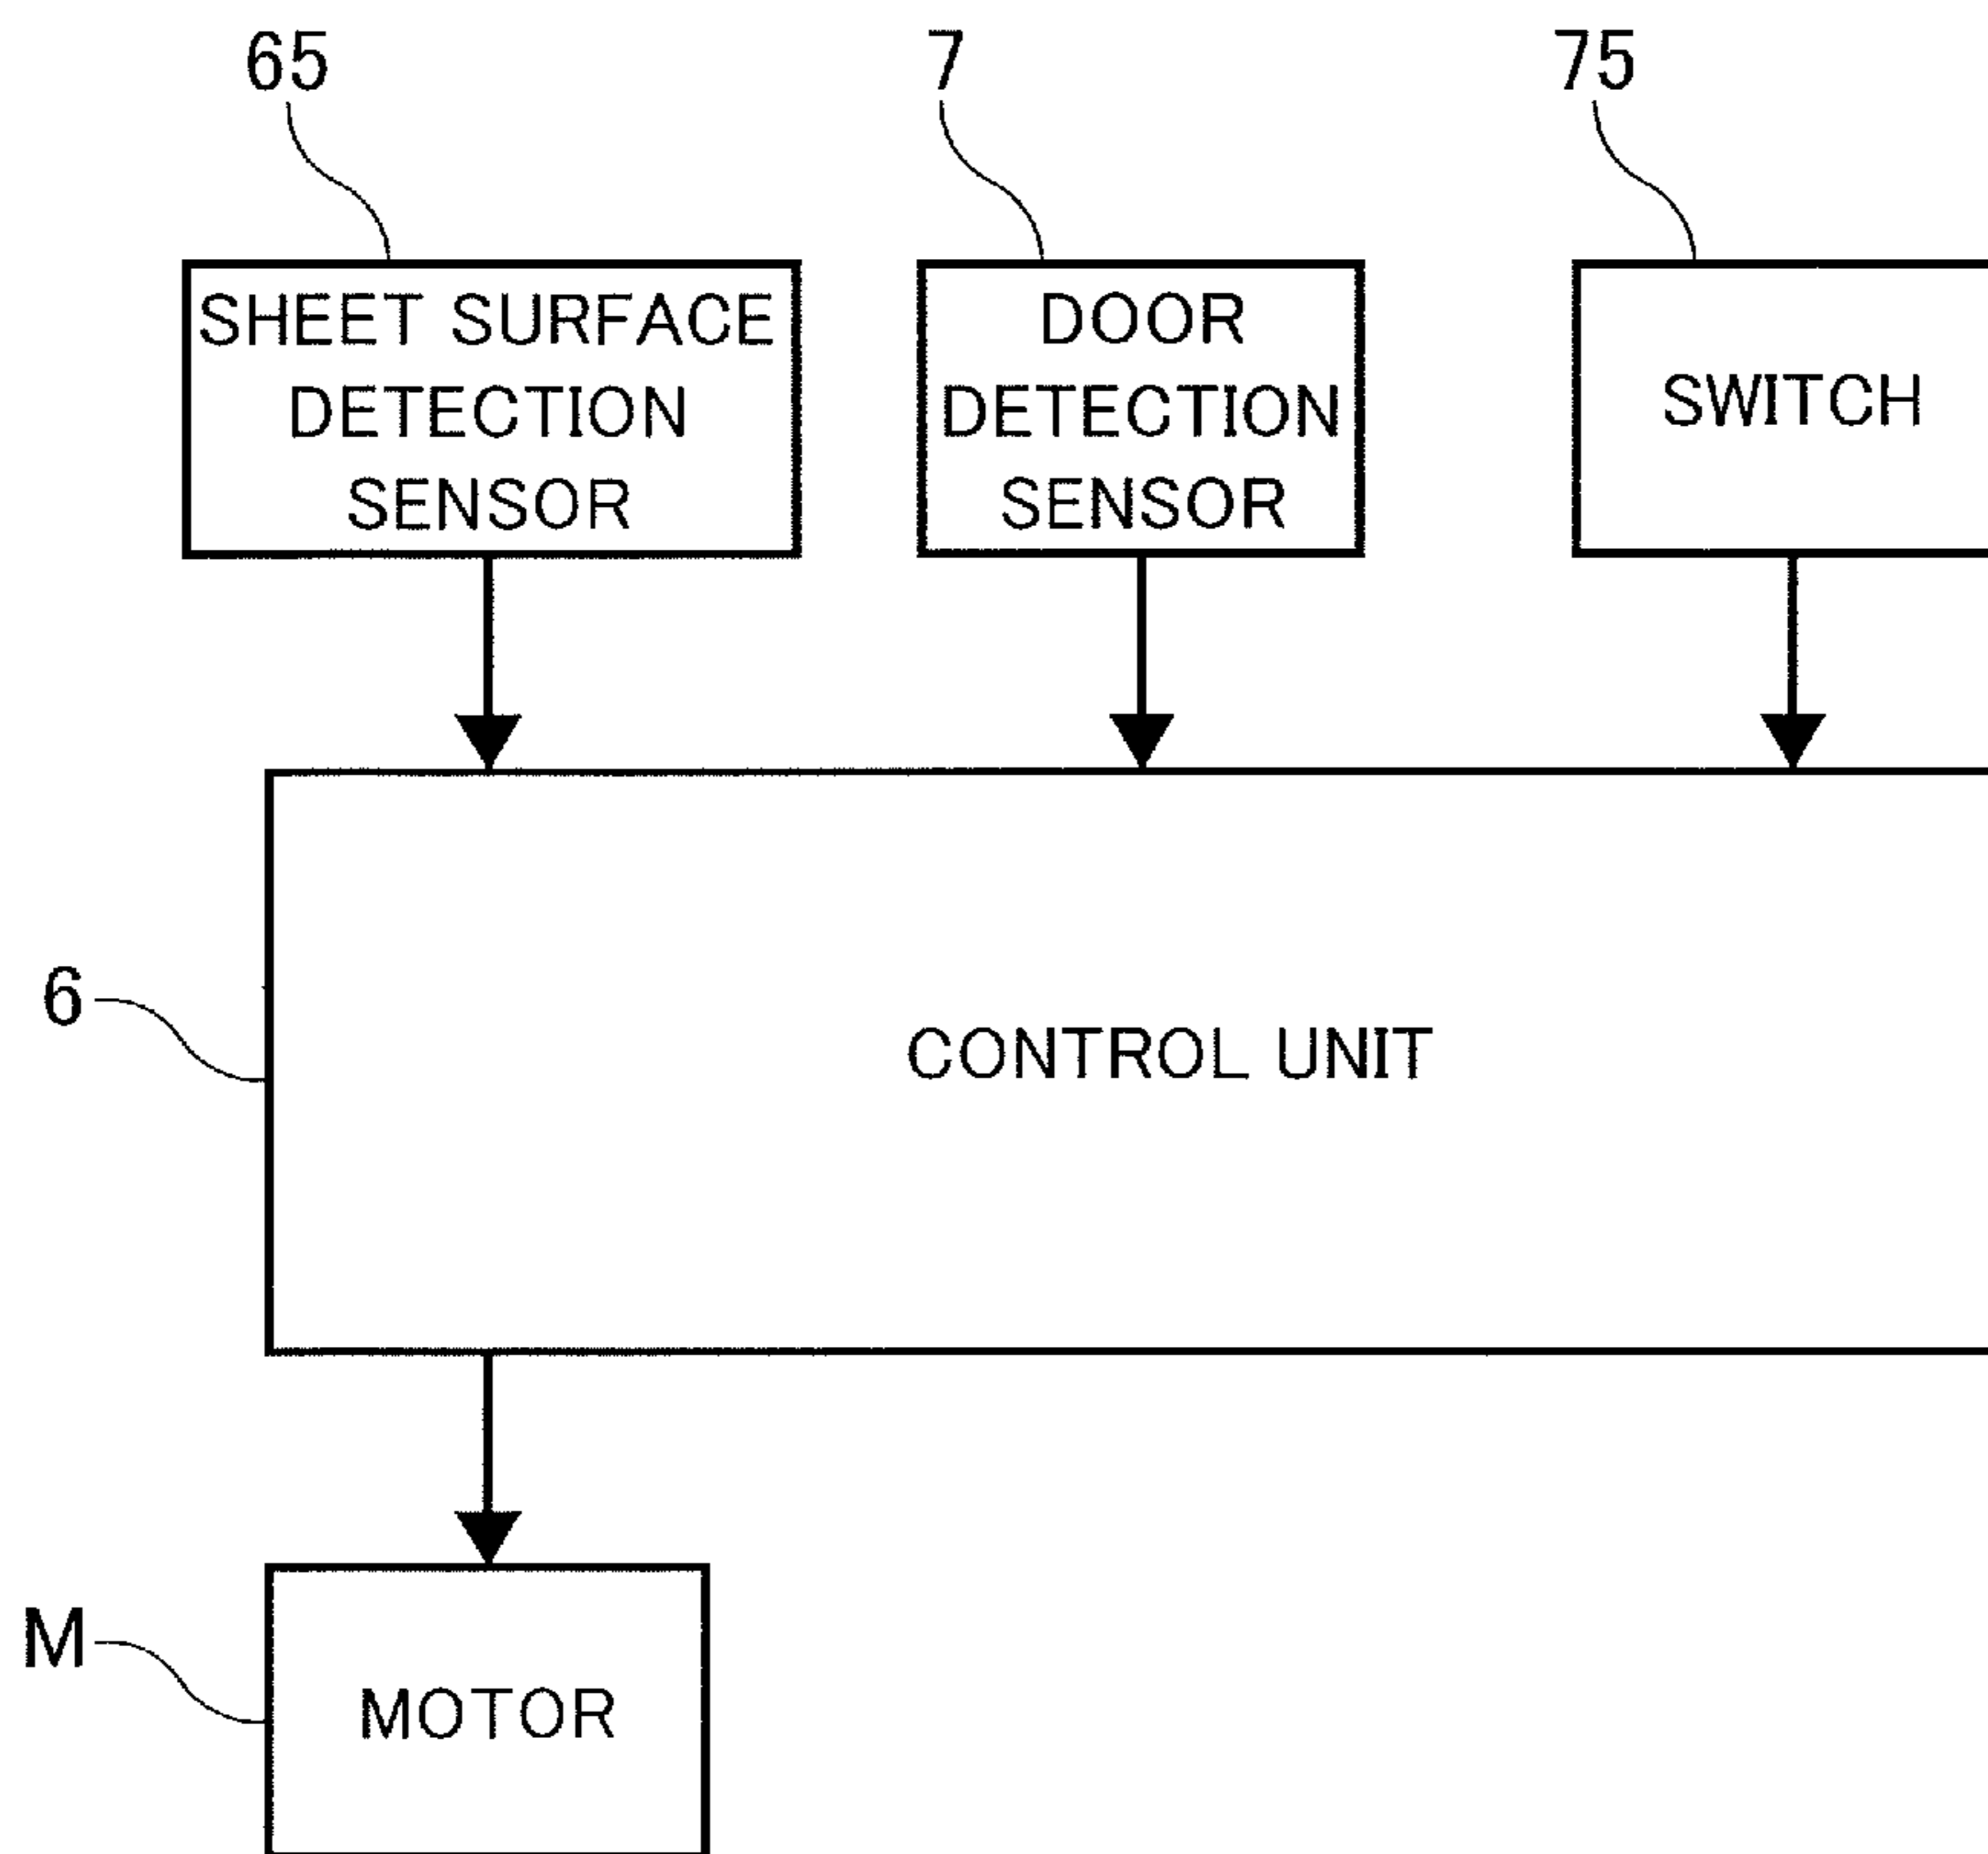 65
7
75
SHEET SURFACE
DETECTION
SENSOR
DOOR
DETECTION
SENSOR
SWITCH
6
CONTROL UNIT
M
MOTOR